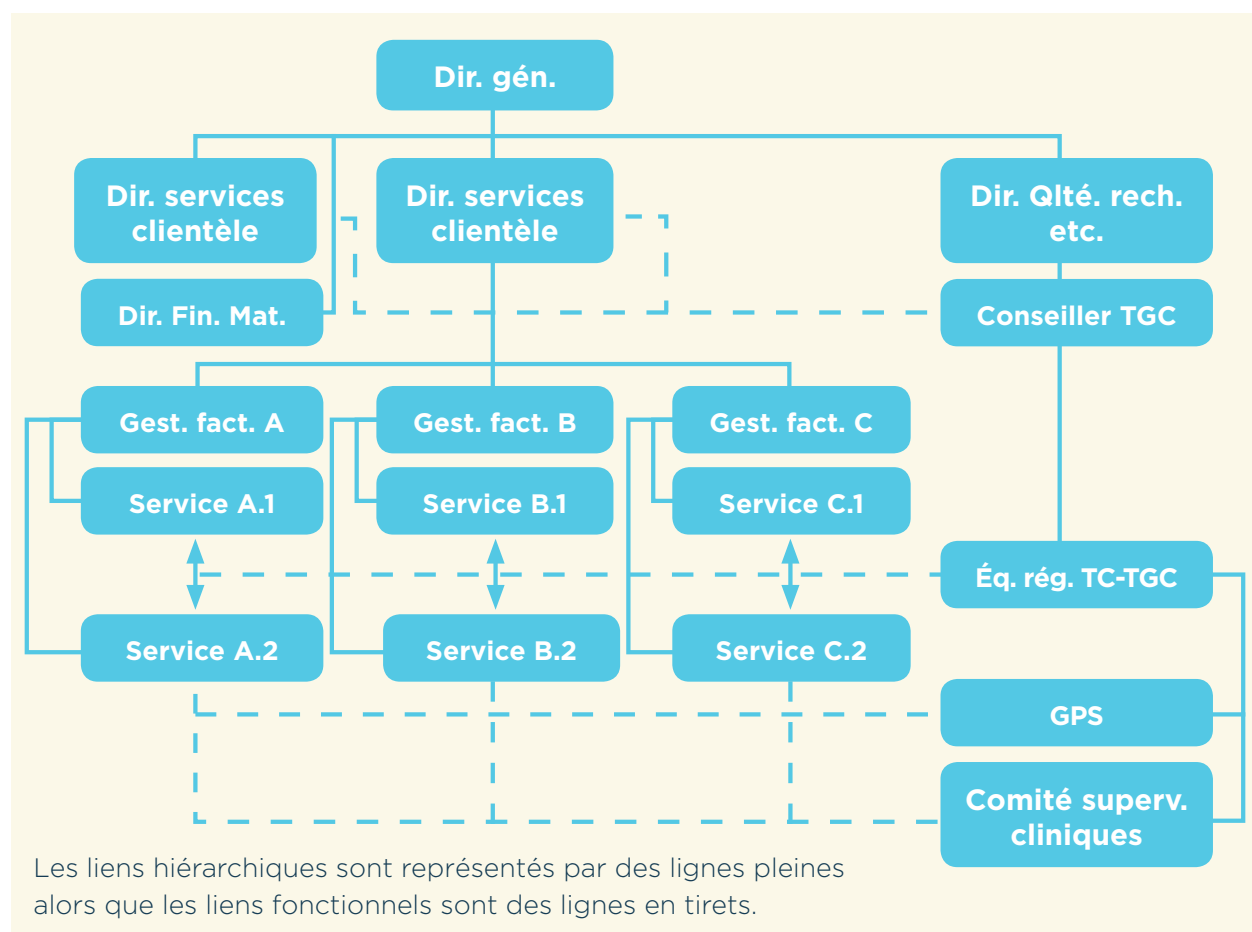 Dir. gén.
Dir. services
clientèle
Dir. services
clientèle
Dir. Qlté. rech.
etc.
Dir. Fin. Mat.
Conseiller TGC
Gest. fact. A
Gest. fact. B
Gest. fact. C
Service A.1
Service B.1
Service C.1
Éq. rég. TC-TGC
Service A.2
Service B.2
Service C.2
GPS
Comité superv.
cliniques
Les liens hiérarchiques sont représentés par des lignes pleines
alors que les liens fonctionnels sont des lignes en tirets.